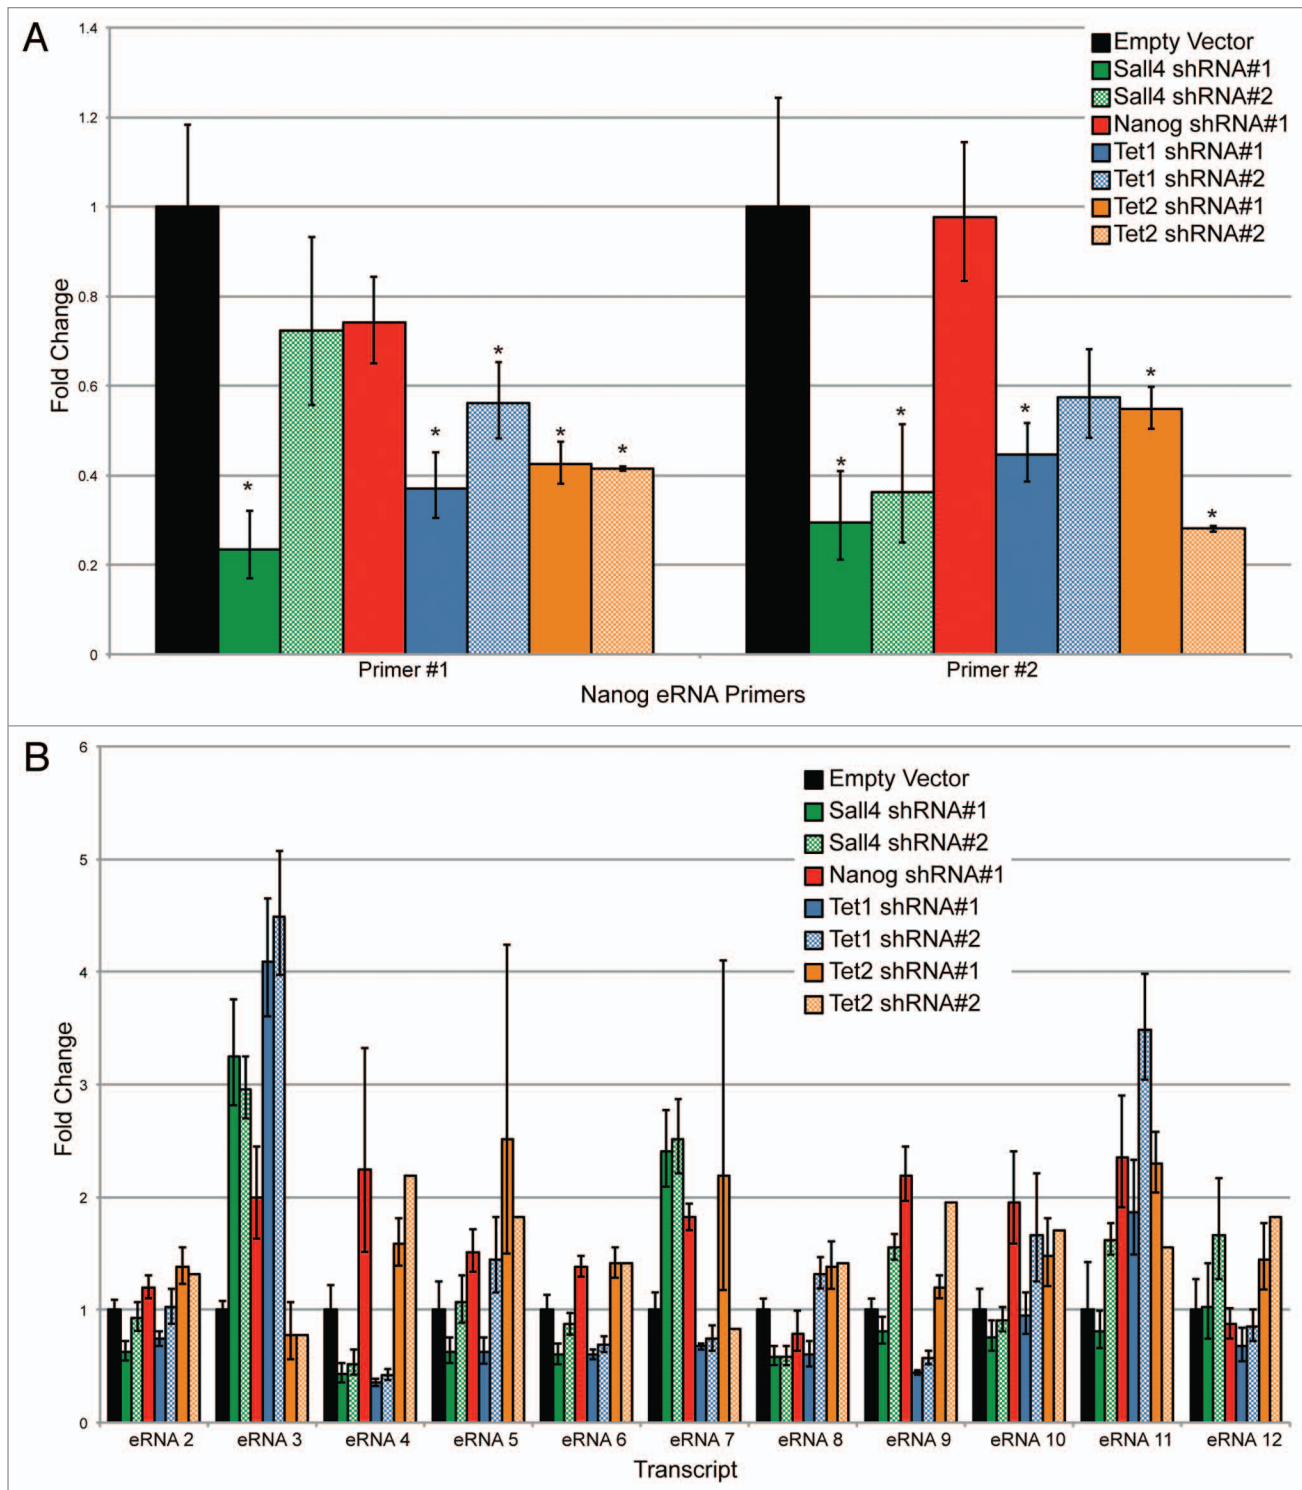 A
1.4
1.2
1
0.8
0.6
0.4
0.2
0
Fold Change
Empty Vector
Sall4 shRNA#1
Sall4 shRNA#2
Nanog shRNA#1
Tet1 shRNA#1
Tet1 shRNA#2
Tet2 shRNA#1
Tet2 shRNA#2
* * * * *
* * * * *
Primer #1 Primer #2
Nanog eRNA Primers
B
6
5
4
3
2
1
0
Fold Change
Empty Vector
Sall4 shRNA#1
Sall4 shRNA#2
Nanog shRNA#1
Tet1 shRNA#1
Tet1 shRNA#2
Tet2 shRNA#1
Tet2 shRNA#2
eRNA 2 eRNA 3 eRNA 4 eRNA 5 eRNA 6 eRNA 7 eRNA 8 eRNA 9 eRNA 10 eRNA 11 eRNA 12
Transcript